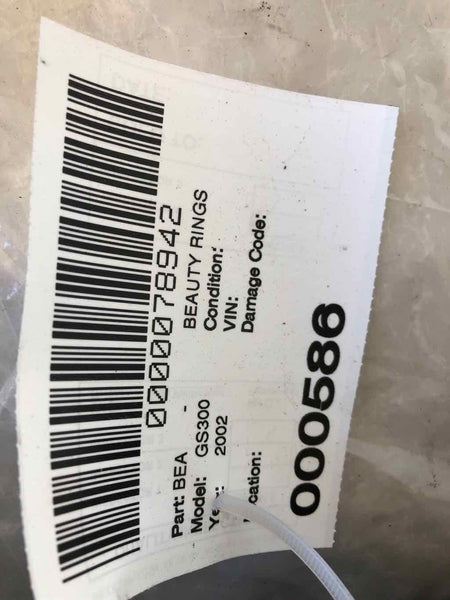 0000078942
Part: BEA - BEAUTY RINGS
Model: GS300 Condition:
2002 VIN:
Damage Code:
000586